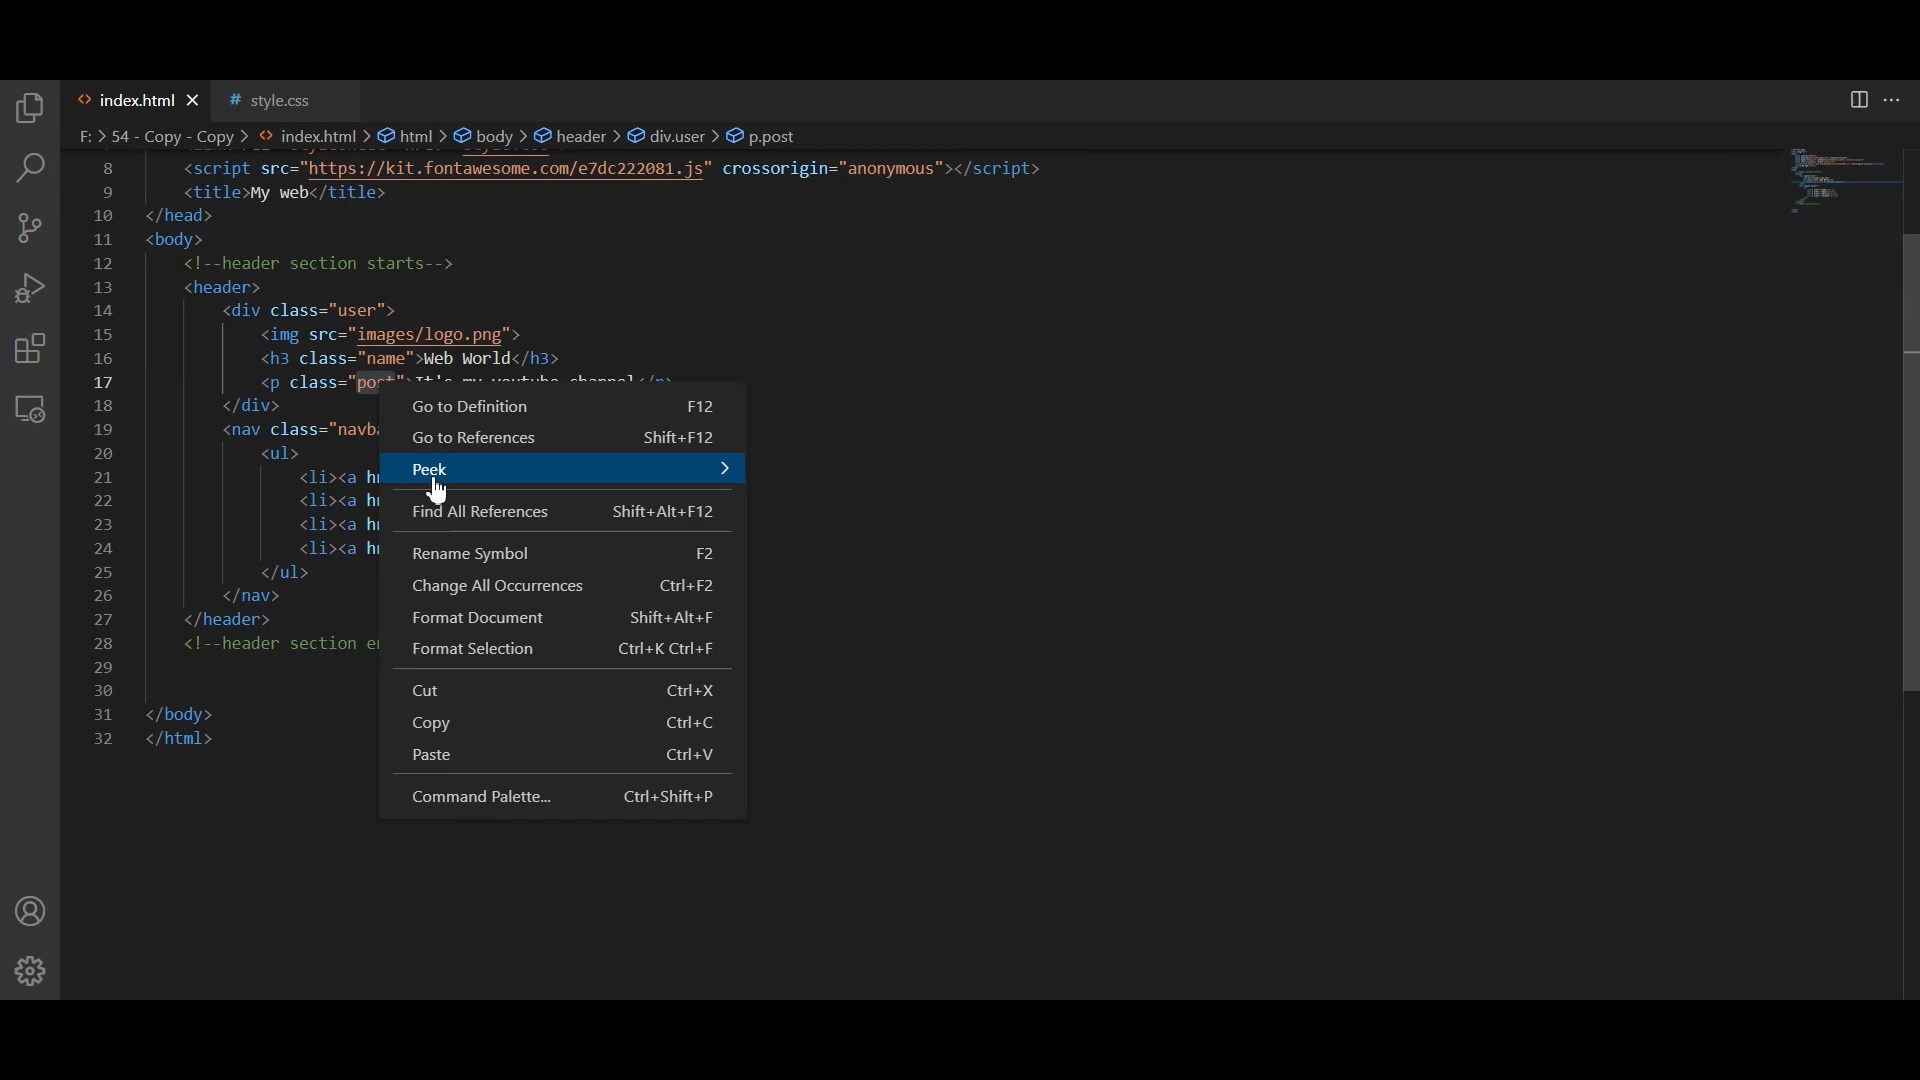 index.html
# style.css
F: > 54 - Copy - Copy > index.html > html > body > header > div.user > p.post
8 <script src="https://kit.fontawesome.com/e7dc222081.js" crossorigin="anonymous"></script>
9 <title>My web</title>
10 </head>
11 <body>
12 <!--header section starts-->
13 <header>
14 <div class="user">
15 <img src="images/logo.png">
16 <h3 class="name">Web World</h3>
17 <p class="post">It's my youtube channel</p>
18 </div>
19 <nav class="navba
20 <ul>
21 <li><a h
22 <li><a h
23 <li><a h
24 <li><a h
25 </ul>
26 </nav>
27 </header>
28 <!--header section e
29
30
31 </body>
32 </html>
Go to Definition F12
Go to References Shift+F12
Peek
Find All References Shift+Alt+F12
Rename Symbol F2
Change All Occurrences Ctrl+F2
Format Document Shift+Alt+F
Format Selection Ctrl+K Ctrl+F
Cut Ctrl+X
Copy Ctrl+C
Paste Ctrl+V
Command Palette... Ctrl+Shift+P